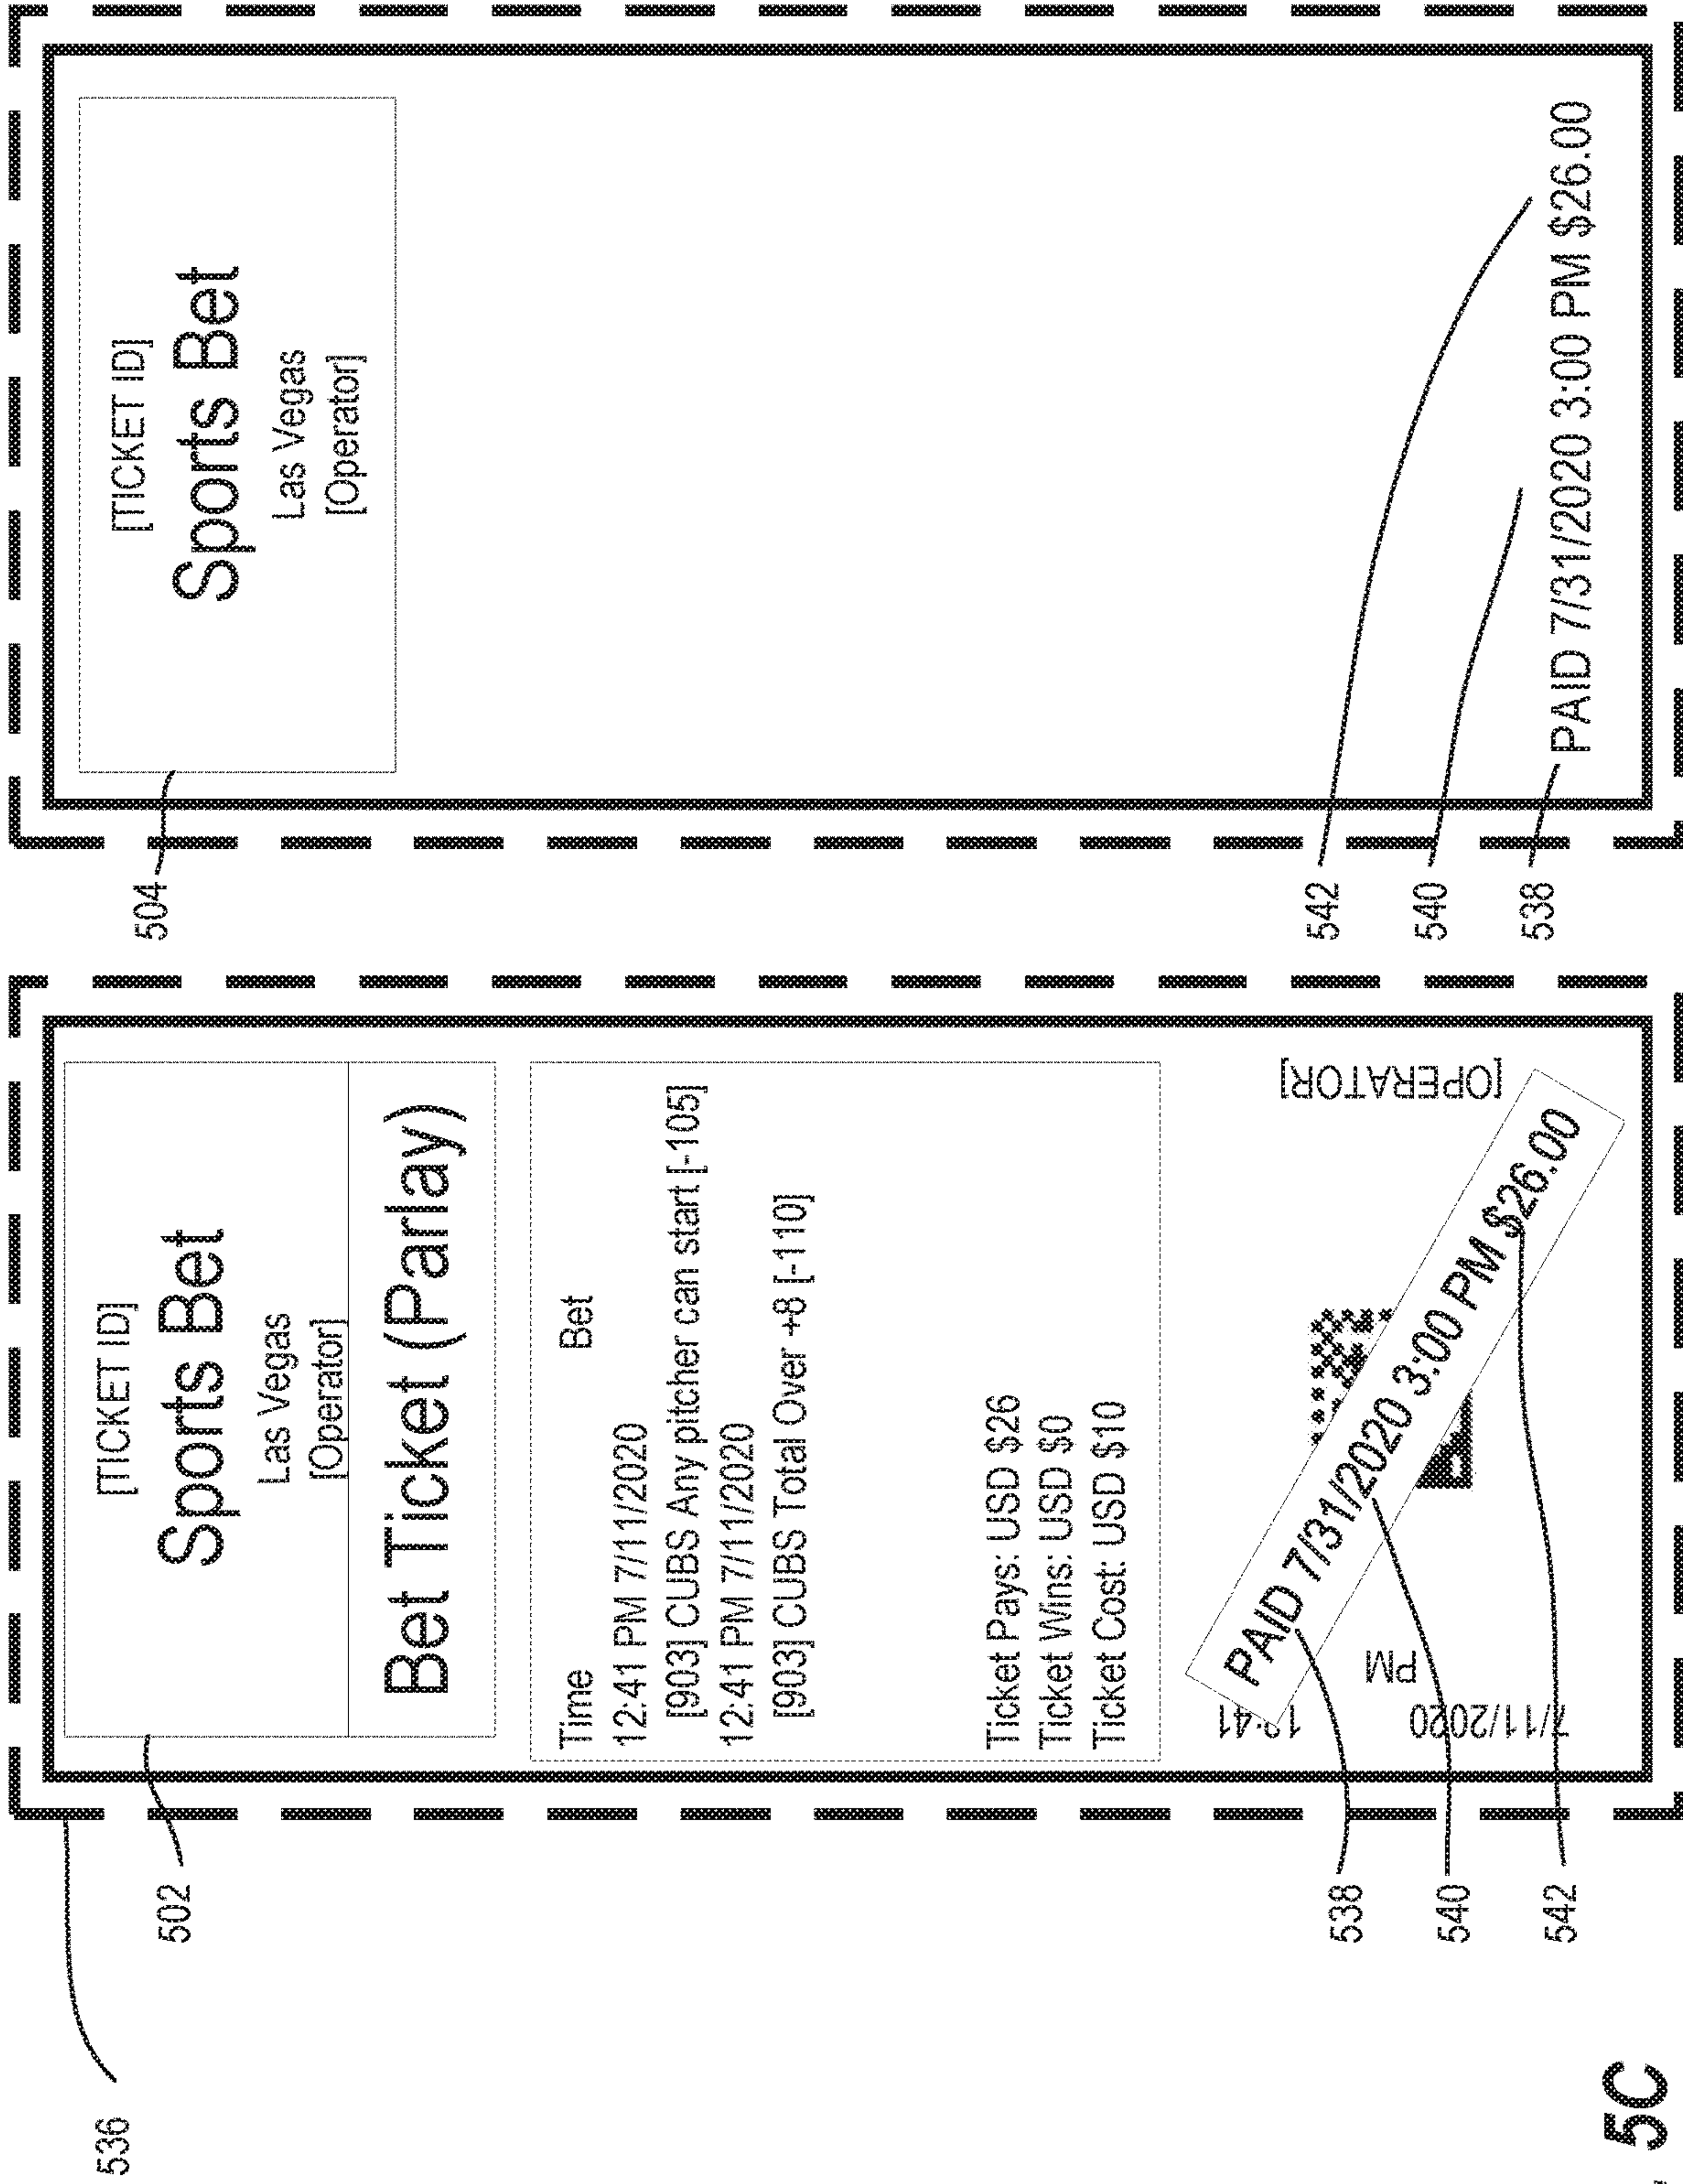 536
502
[TICKET ID]
Sports Bet
Las Vegas
[Operator]
Bet Ticket (Parlay)
Time Bet
12:41 PM 7/11/2020
[903] CUBS Any pitcher can start [-105]
12:41 PM 7/11/2020
[903] CUBS Total Over +8 [-110]
Ticket Pays: USD $26
Ticket Wins: USD $0
Ticket Cost: USD $10
12:41
PM
7/11/2020
[OPERATOR]
PAID 7/31/2020 3:00 PM $26.00
538
540
542
504
[TICKET ID]
Sports Bet
Las Vegas
[Operator]
542
540
538
PAID 7/31/2020 3:00 PM $26.00
5C